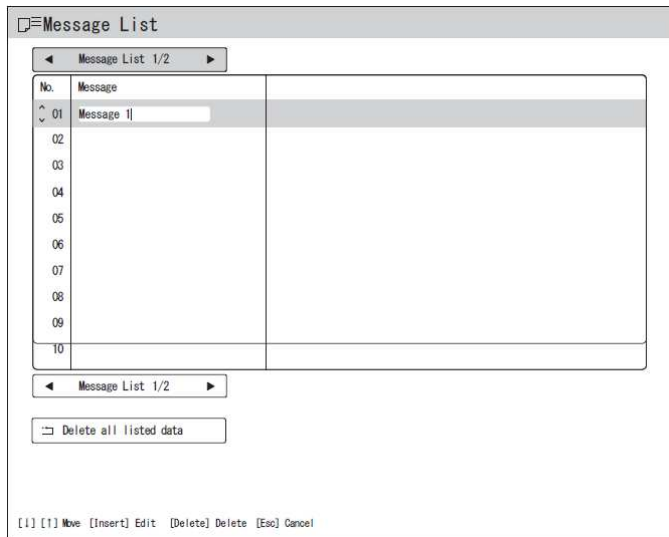 Message List
◀ Message List 1/2 ▶
No. Message
01 Message 1
02
03
04
05
06
07
08
09
10
◀ Message List 1/2 ▶
Delete all listed data
[↓] [↑] Move [Insert] Edit [Delete] Delete [Esc] Cancel